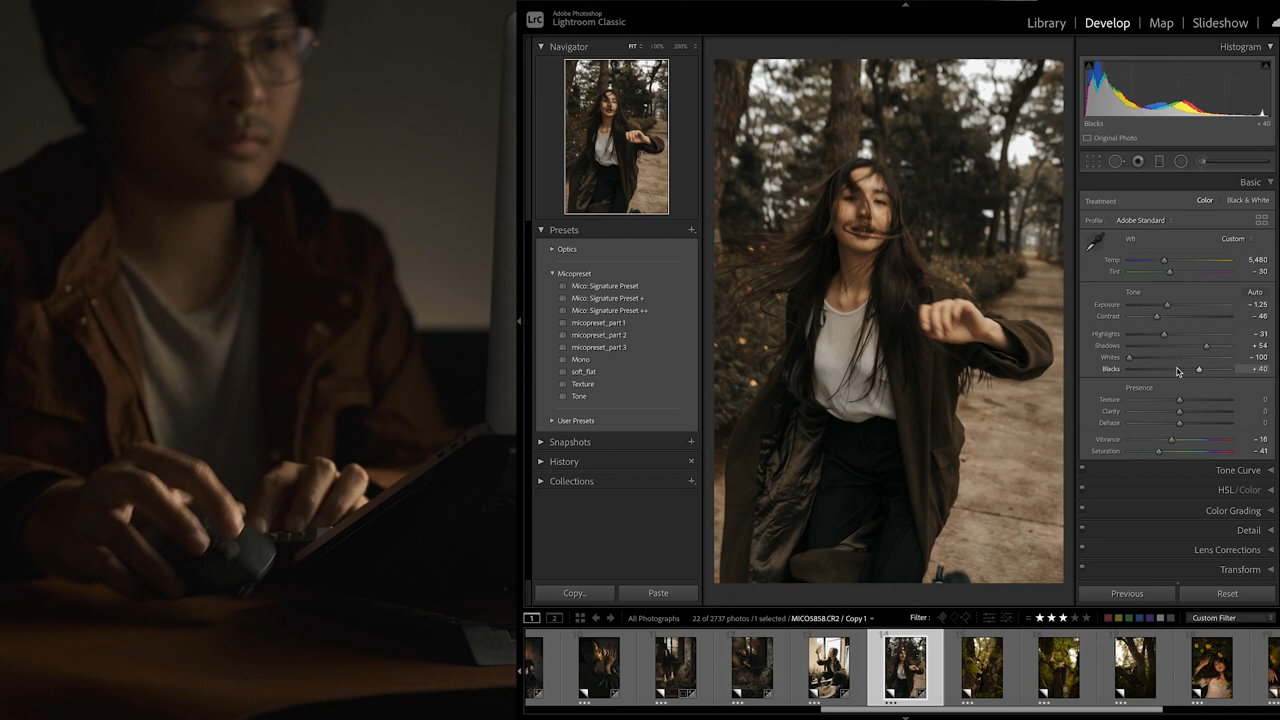 LrC
Adobe Photoshop
Lightroom Classic
Library | Develop | Map | Slideshow |
Navigator FIT 100% 200%
Histogram
Blacks +40
Original Photo
Basic
Treatment: Color Black & White
Profile Adobe Standard
WB: Custom
Temp 5,480
Tint - 30
Tone Auto
Exposure - 1.25
Contrast - 46
Highlights - 31
Shadows + 54
Whites - 100
Blacks + 40
Presence
Texture 0
Clarity 0
Dehaze 0
Vibrance - 16
Saturation - 41
Tone Curve
HSL / Color
Color Grading
Detail
Lens Corrections
Transform
Previous Reset
Presets +
Optics
Micopreset
Mico: Signature Preset
Mico: Signature Preset +
Mico: Signature Preset ++
micopreset_part 1
micopreset_part 2
micopreset_part 3
Mono
soft_flat
Texture
Tone
User Presets
Snapshots +
History ×
Collections +
Copy... Paste
1 2 All Photographs 22 of 2737 photos / 1 selected / MICO5858.CR2 / Copy 1 Filter : Custom Filter